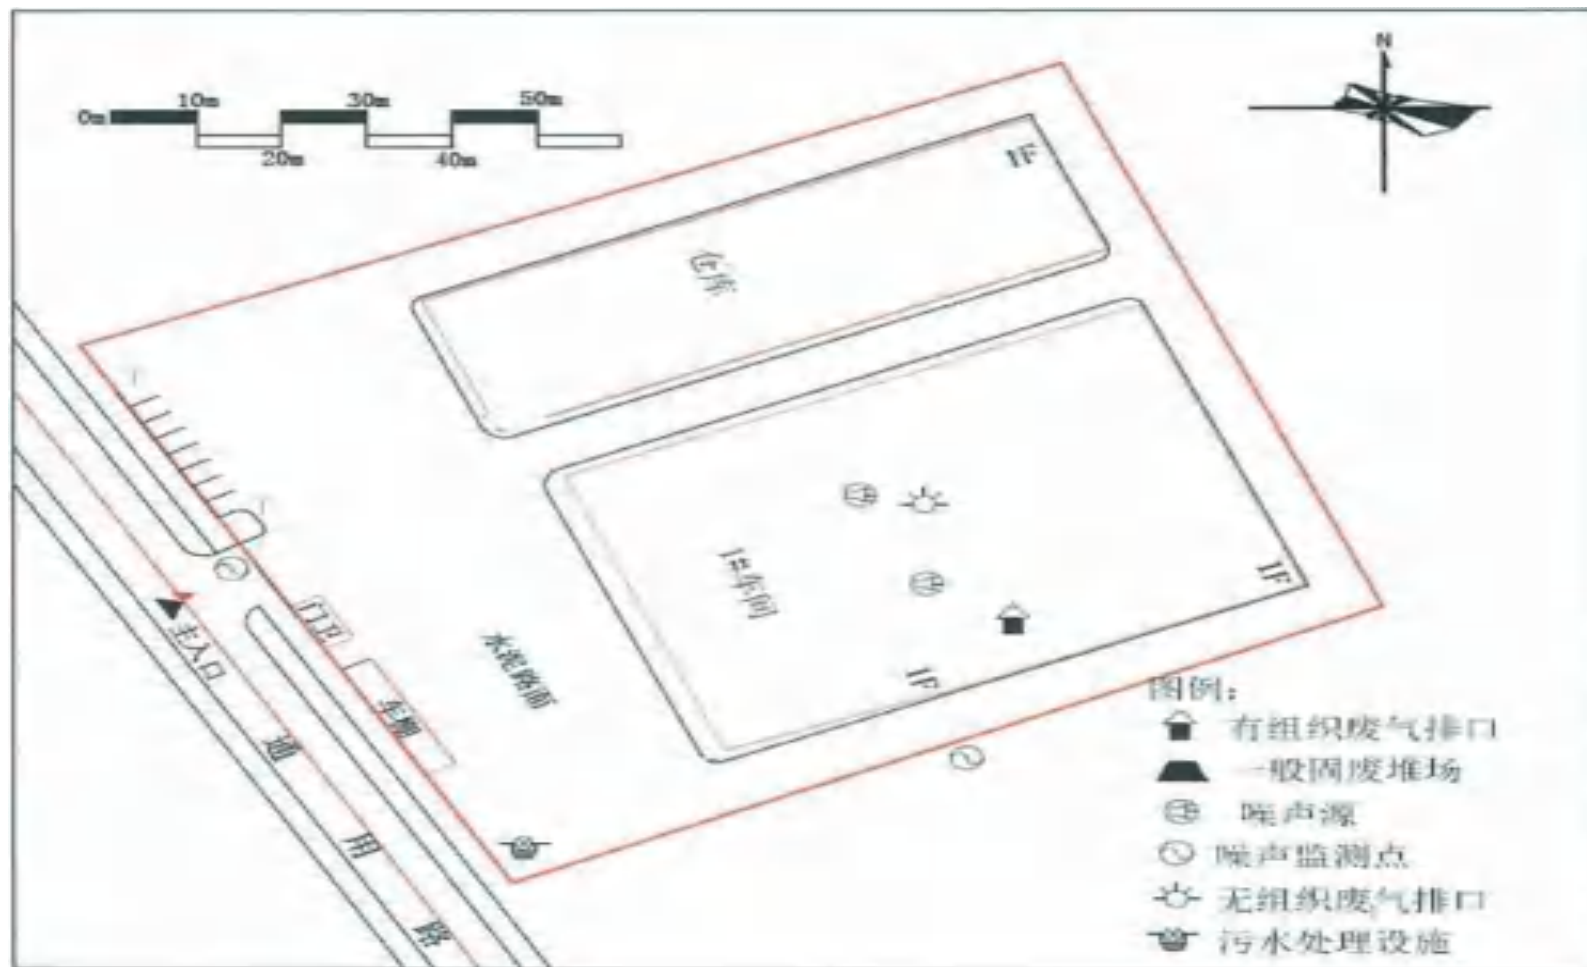 N
10m 30m 50m
0m
20m 40m
1F
仓库
1#车间
1F
1F
门卫
主入口
车棚
水泥路面
通用路
图例：
有组织废气排口
一般固废堆场
噪声源
噪声监测点
无组织废气排口
污水处理设施